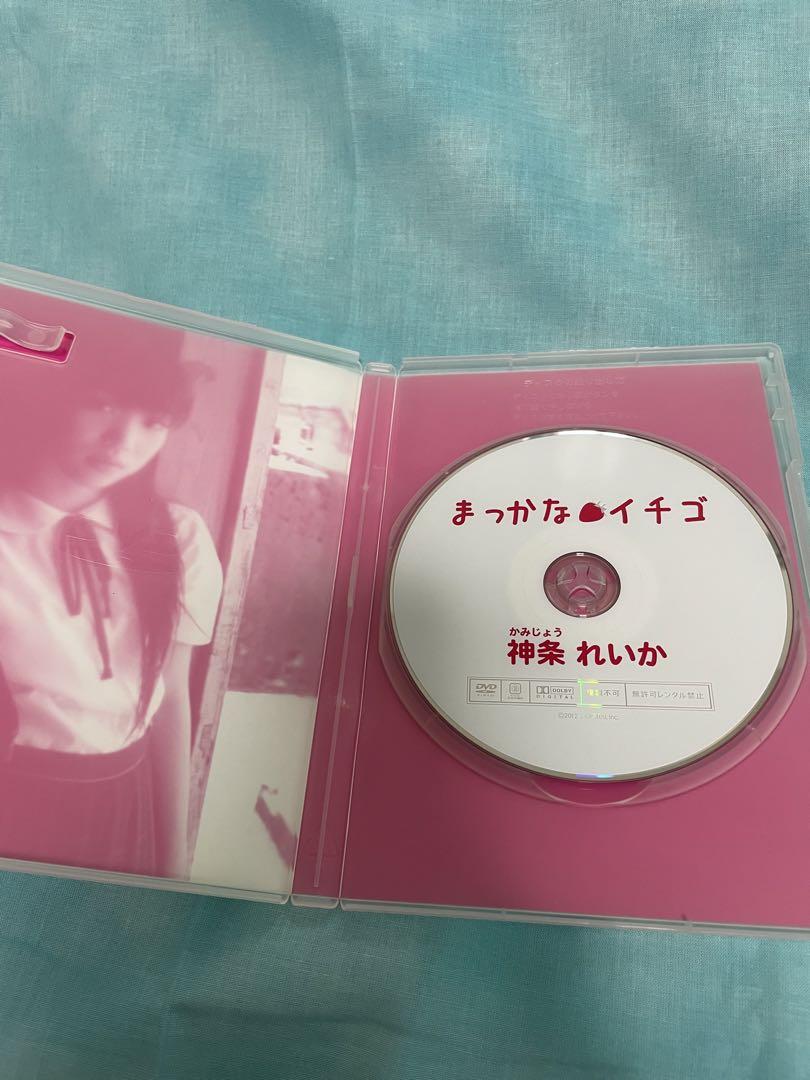 まっかなイチゴ
かみじょう
神条 れいか
DVD
DOLBY
DIGITAL
不可
無許可レンタル禁止